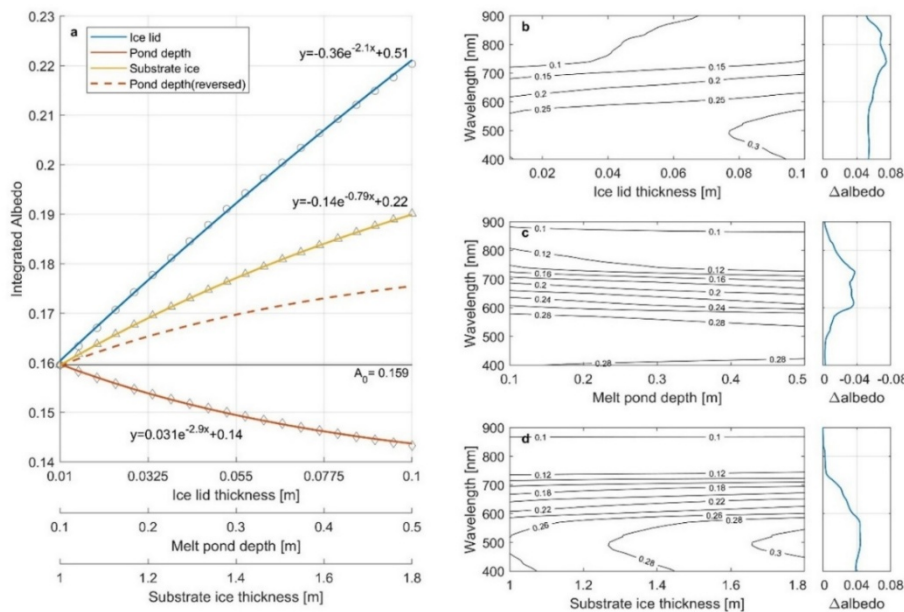 a
Ice lid
Pond depth
Substrate ice
Pond depth(reversed)
y=-0.36e^-2.1x+0.51
y=-0.14e^-0.79x+0.22
A₀= 0.159
y=0.031e^-2.9x+0.14
Integrated Albedo
0.22
0.21
0.2
0.19
0.18
0.17
0.16
0.15
0.14
0.01 0.0325 0.055 0.0775 0.1
Ice lid thickness [m]
0.1 0.2 0.3 0.4 0.5
Melt pond depth [m]
1 1.2 1.4 1.6 1.8
Substrate ice thickness [m]
b
Wavelength [nm]
900
800
700
600
500
400
0.1
0.15 0.15
0.2 0.2
0.25 0.25
0.3
0.02 0.04 0.06 0.08 0.1
Ice lid thickness [m]
0 0.04 0.08
Δalbedo
c
Wavelength [nm]
900
800
700
600
500
400
0.1 0.1
0.12 0.12
0.16 0.16
0.2 0.2
0.24 0.24
0.28 0.28
0.28
0.1 0.2 0.3 0.4 0.5
Melt pond depth [m]
0 -0.04 -0.08
Δalbedo
d
Wavelength [nm]
900
800
700
600
500
400
0.1 0.1
0.12 0.12
0.18 0.18
0.22 0.22
0.26 0.26 0.28
0.28
0.3
1 1.2 1.4 1.6 1.8
Substrate ice thickness [m]
0 0.04 0.08
Δalbedo